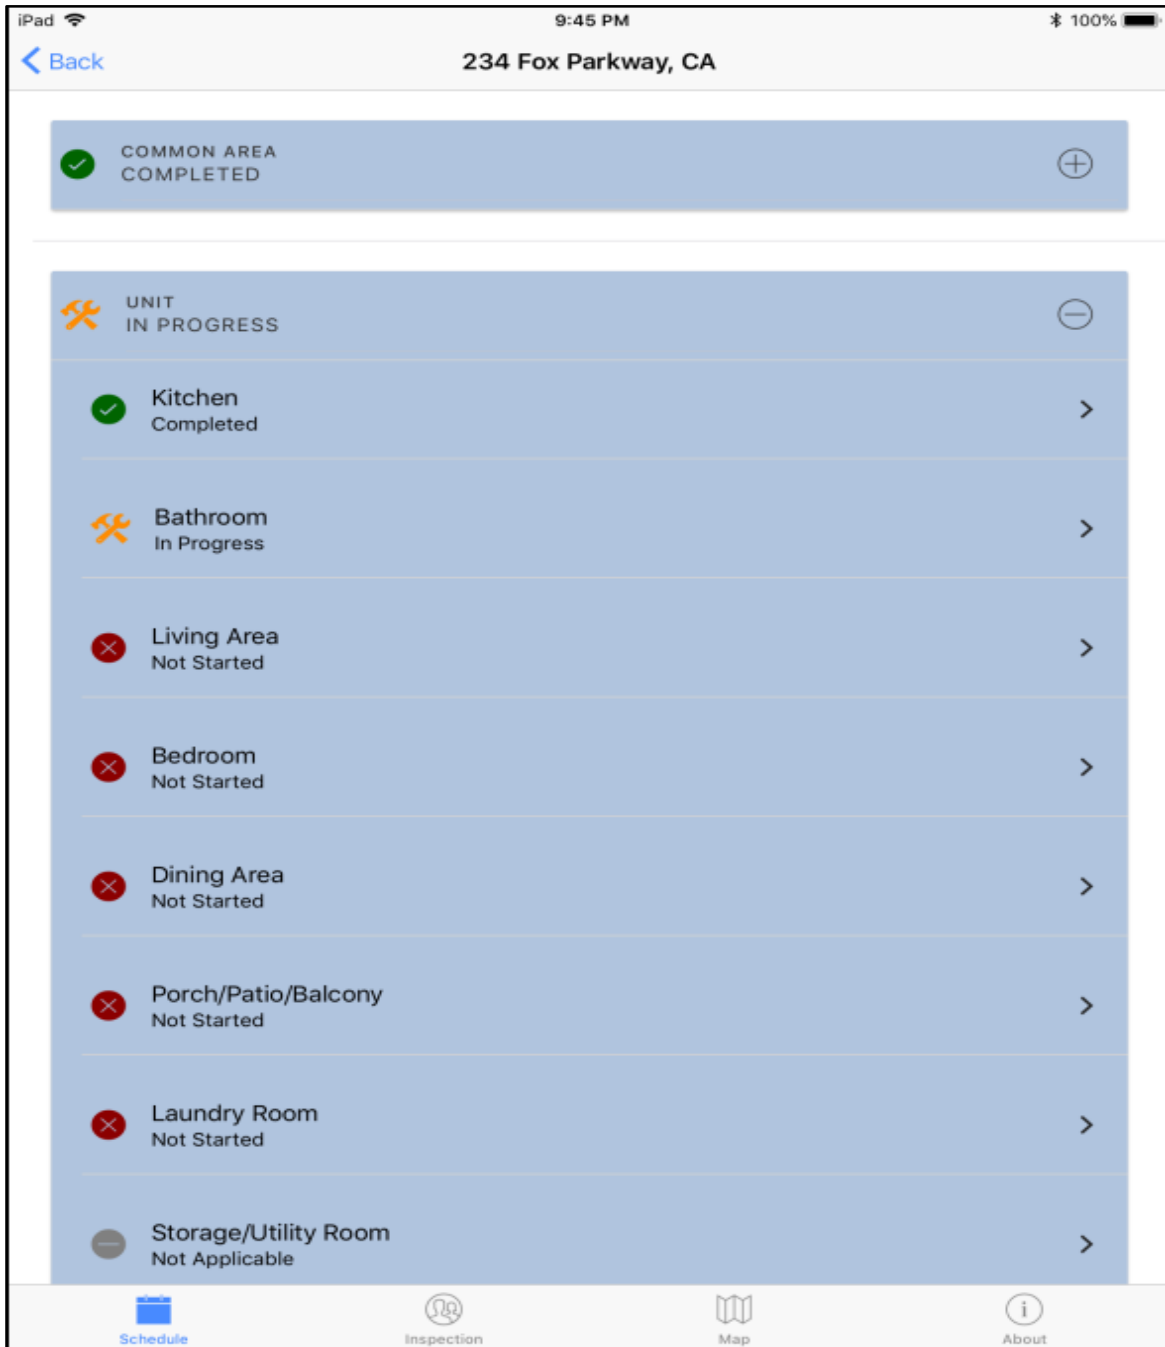 iPad 9:45 PM 100%
Back 234 Fox Parkway, CA
COMMON AREA
COMPLETED
UNIT
IN PROGRESS
Kitchen
Completed
Bathroom
In Progress
Living Area
Not Started
Bedroom
Not Started
Dining Area
Not Started
Porch/Patio/Balcony
Not Started
Laundry Room
Not Started
Storage/Utility Room
Not Applicable
Schedule Inspection Map About